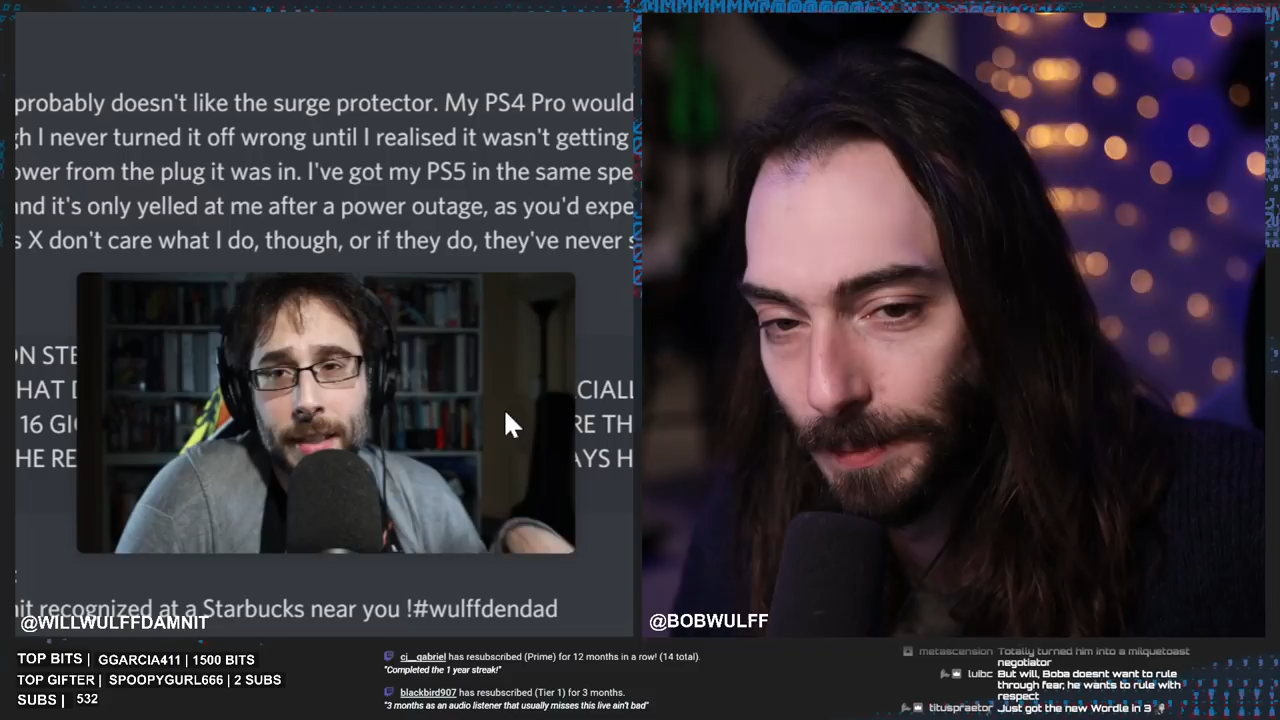 probably doesn't like the surge protector. My PS4 Pro would
gh I never turned it off wrong until I realised it wasn't getting
ower from the plug it was in. I've got my PS5 in the same spe
nd it's only yelled at me after a power outage, as you'd expe
s X don't care what I do, though, or if they do, they've never s
ON STE
HAT D CIALL
16 GIG RE TH
HE RE AYS H
nit recognized at a Starbucks near you !#wulffdendad
@WILLWULFFDAMNIT
@BOBWULFF
TOP BITS | GGARCIA411 | 1500 BITS
TOP GIFTER | SPOOPYGURL666 | 2 SUBS
SUBS | 532
ci__gabriel has resubscribed (Prime) for 12 months in a row! (14 total).
"Completed the 1 year streak!"
blackbird907 has resubscribed (Tier 1) for 3 months.
"3 months as an audio listener that usually misses this live ain't bad"
metascension Totally turned him into a milquetoast
negotiator
luibc But will, Boba doesnt want to rule
through fear, he wants to rule with
respect
tituspraetor Just got the new Wordle in 3